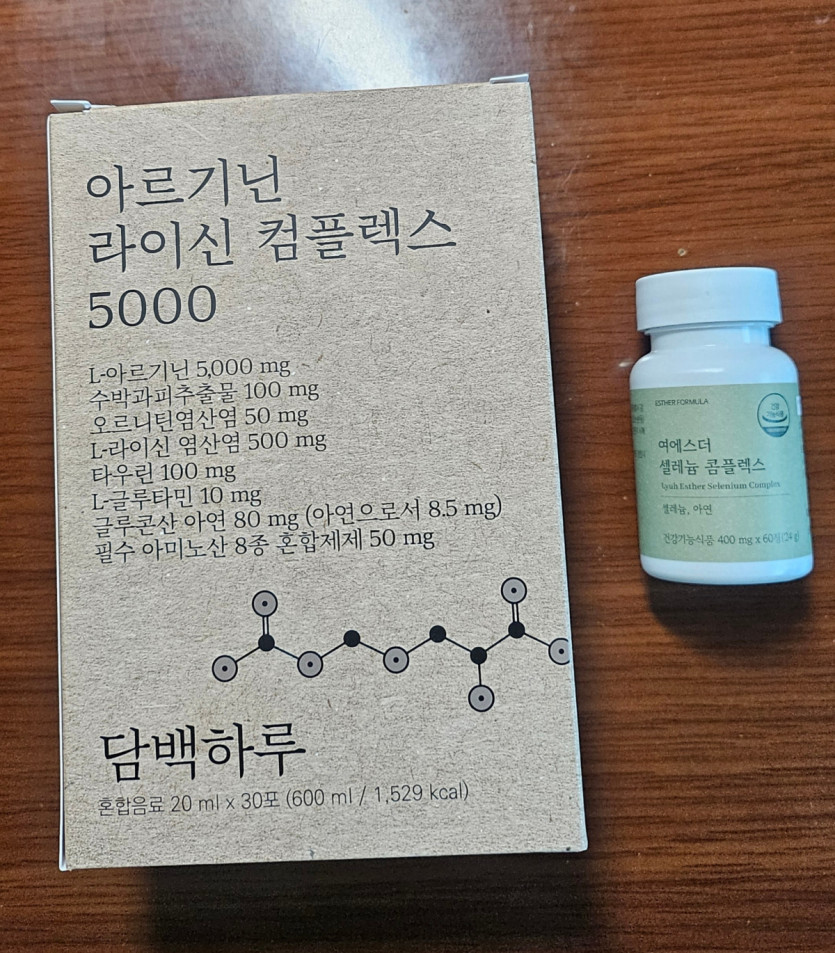 아르기닌
라이신 컴플렉스
5000
L-아르기닌 5,000 mg
수박과피추출물 100 mg
오르니틴염산염 50 mg
L-라이신 염산염 500 mg
타우린 100 mg
L-글루타민 10 mg
글루콘산 아연 80 mg (아연으로서 8.5 mg)
필수 아미노산 8종 혼합제제 50 mg
담백하루
혼합음료 20 ml x 30포 (600 ml / 1,529 kcal)
ESTHER FORMULA
건강
기능식품
여에스더
셀레늄 콤플렉스
Lyuh Esther Selenium Complex
셀레늄, 아연
건강기능식품 400 mg x 60정 (24 g)